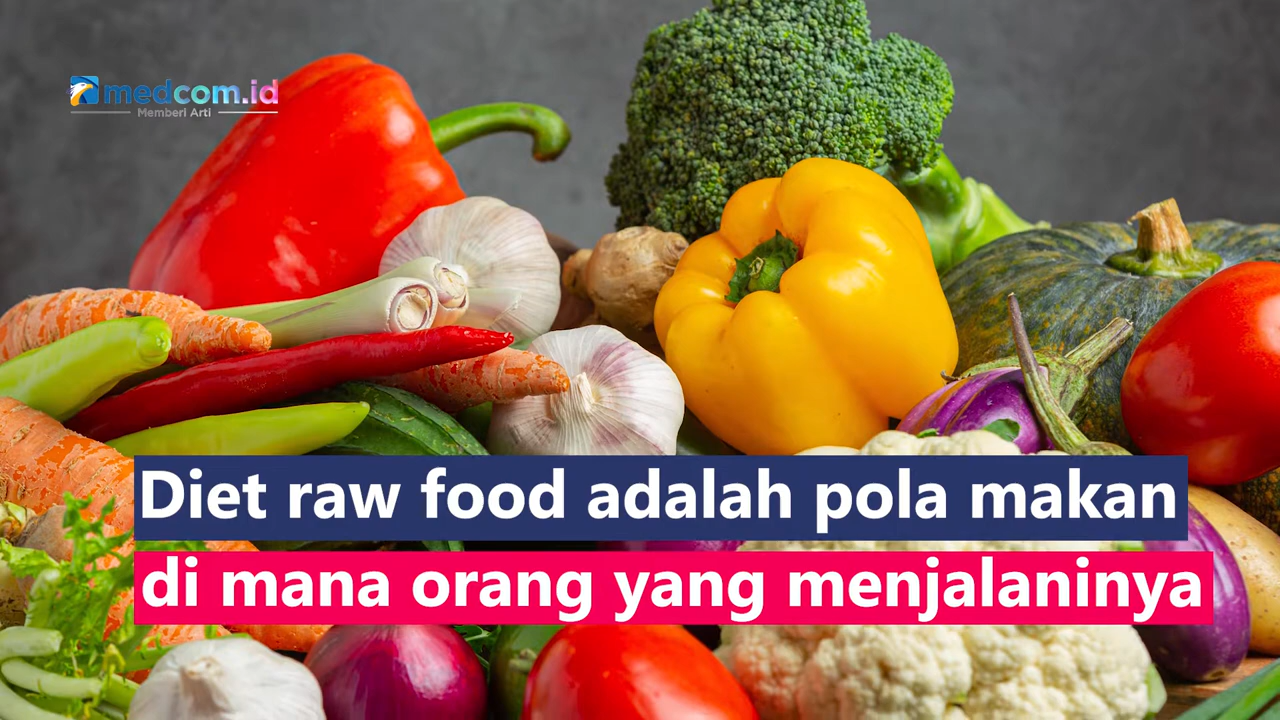 medcom.id
Memberi Arti
Diet raw food adalah pola makan
di mana orang yang menjalaninya